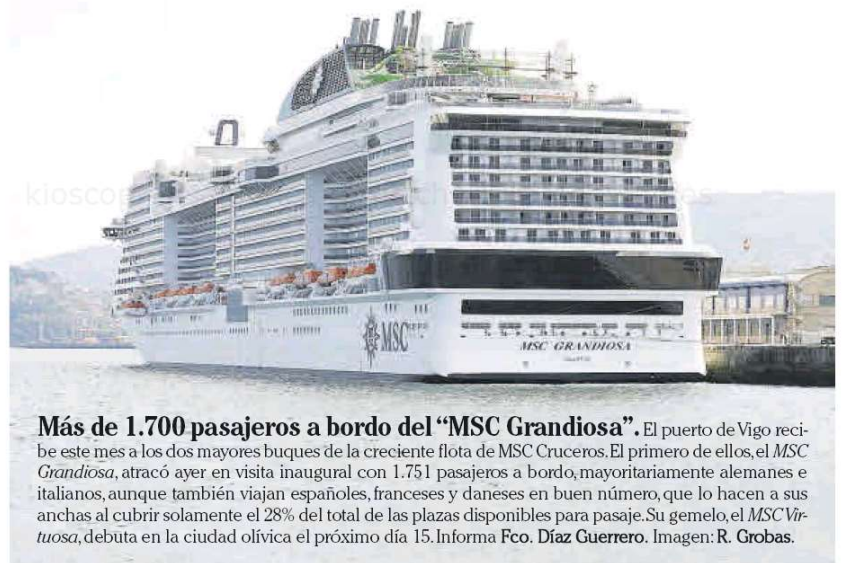 MSC
MSC GRANDIOSA
Más de 1.700 pasajeros a bordo del “MSC Grandiosa”. El puerto de Vigo reci-
be este mes a los dos mayores buques de la creciente flota de MSC Cruceros. El primero de ellos, el MSC
Grandiosa, atracó ayer en visita inaugural con 1.751 pasajeros a bordo, mayoritariamente alemanes e
italianos, aunque también viajan españoles, franceses y daneses en buen número, que lo hacen a sus
anchas al cubrir solamente el 28% del total de las plazas disponibles para pasaje. Su gemelo, el MSC Vir-
tuosa, debuta en la ciudad olívica el próximo día 15. Informa Fco. Díaz Guerrero. Imagen: R. Grobas.